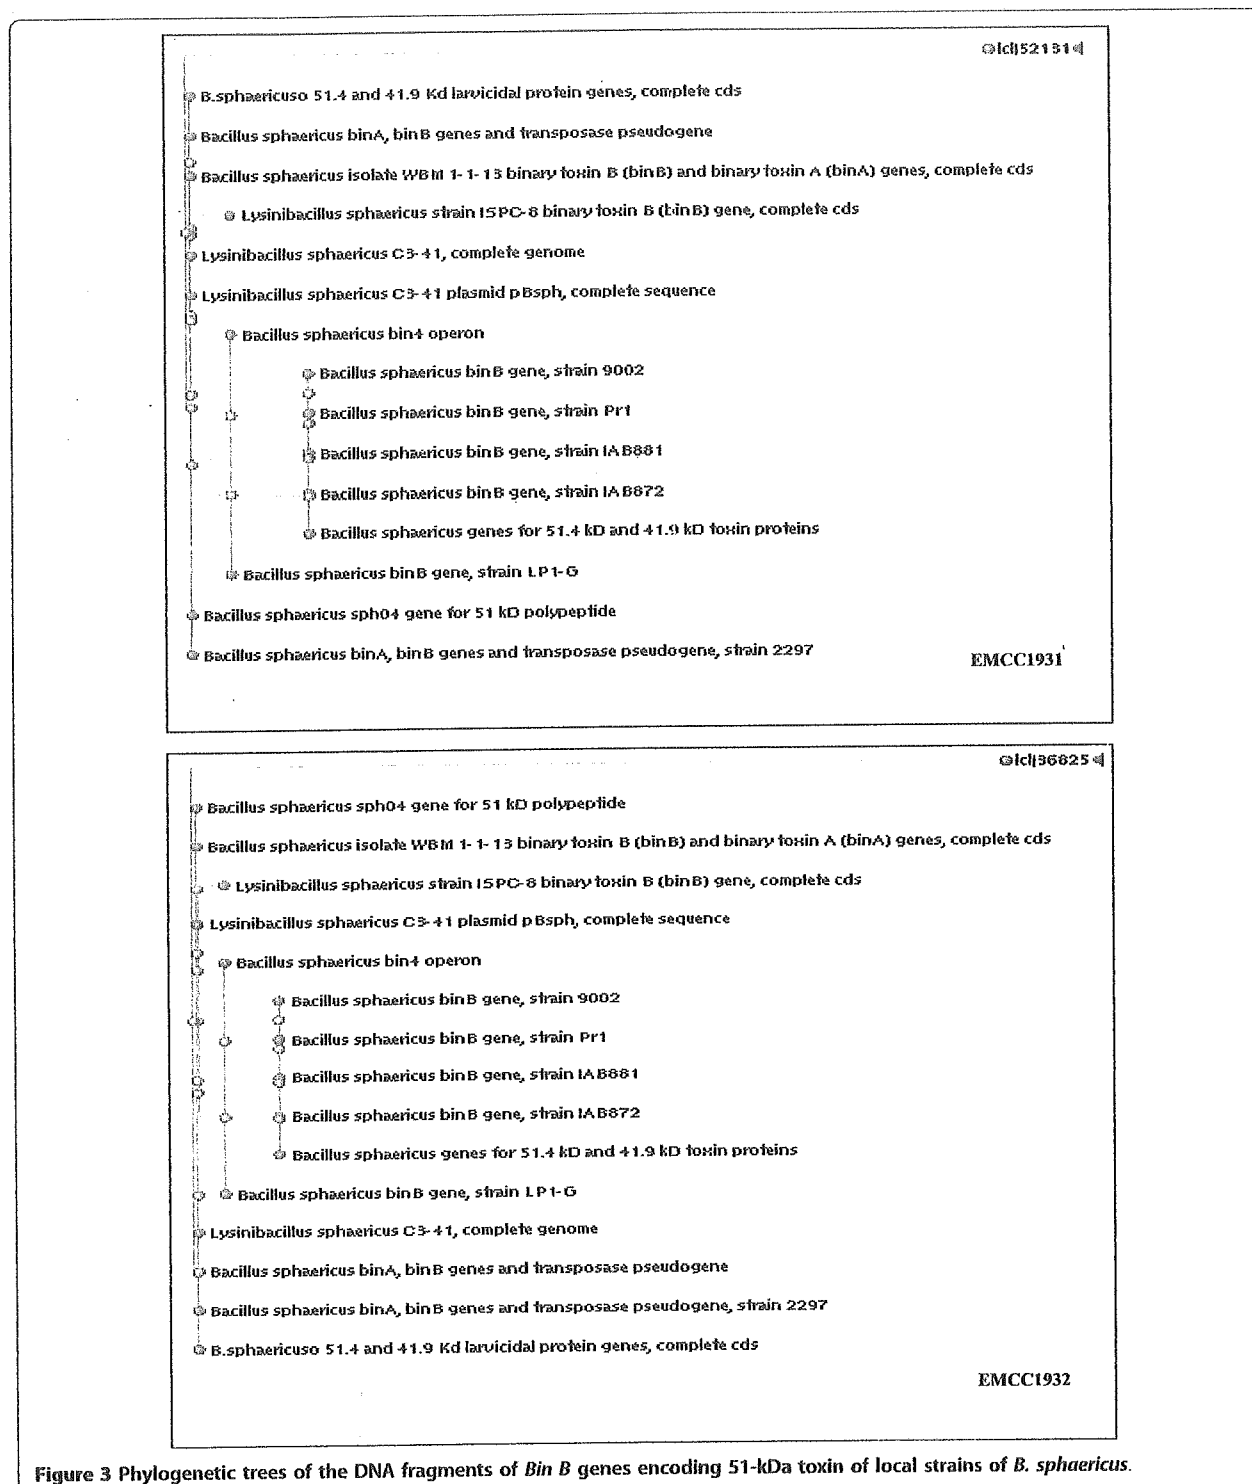 lcl|52131
B.sphaericuso 51.4 and 41.9 Kd larvicidal protein genes, complete cds
Bacillus sphaericus binA, binB genes and transposase pseudogene
Bacillus sphaericus isolate WBM 1-1-13 binary toxin B (binB) and binary toxin A (binA) genes, complete cds
Lysinibacillus sphaericus strain ISPC-8 binary toxin B (binB) gene, complete cds
Lysinibacillus sphaericus C3-41, complete genome
Lysinibacillus sphaericus C3-41 plasmid pBsph, complete sequence
Bacillus sphaericus bin4 operon
Bacillus sphaericus binB gene, strain 9002
Bacillus sphaericus binB gene, strain Pr1
Bacillus sphaericus binB gene, strain IAB881
Bacillus sphaericus binB gene, strain IAB872
Bacillus sphaericus genes for 51.4 kD and 41.9 kD toxin proteins
Bacillus sphaericus binB gene, strain LP1-G
Bacillus sphaericus sph04 gene for 51 kD polypeptide
Bacillus sphaericus binA, binB genes and transposase pseudogene, strain 2297
EMCC1931
lcl|36825
Bacillus sphaericus sph04 gene for 51 kD polypeptide
Bacillus sphaericus isolate WBM 1-1-13 binary toxin B (binB) and binary toxin A (binA) genes, complete cds
Lysinibacillus sphaericus strain ISPC-8 binary toxin B (binB) gene, complete cds
Lysinibacillus sphaericus C3-41 plasmid pBsph, complete sequence
Bacillus sphaericus bin4 operon
Bacillus sphaericus binB gene, strain 9002
Bacillus sphaericus binB gene, strain Pr1
Bacillus sphaericus binB gene, strain IAB881
Bacillus sphaericus binB gene, strain IAB872
Bacillus sphaericus genes for 51.4 kD and 41.9 kD toxin proteins
Bacillus sphaericus binB gene, strain LP1-G
Lysinibacillus sphaericus C3-41, complete genome
Bacillus sphaericus binA, binB genes and transposase pseudogene
Bacillus sphaericus binA, binB genes and transposase pseudogene, strain 2297
B.sphaericuso 51.4 and 41.9 Kd larvicidal protein genes, complete cds
EMCC1932
Figure 3 Phylogenetic trees of the DNA fragments of Bin B genes encoding 51-kDa toxin of local strains of B. sphaericus.